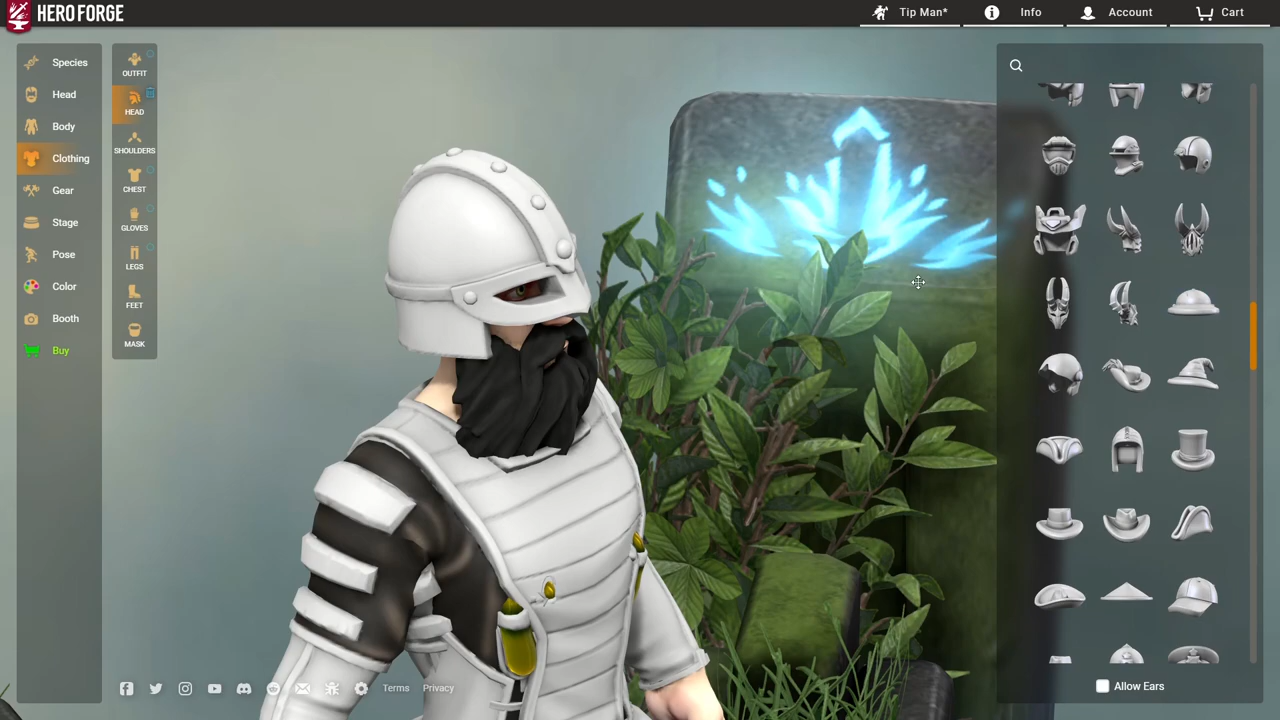 HERO FORGE
Tip Man*
Info
Account
Cart
Species
Head
Body
Clothing
Gear
Stage
Pose
Color
Booth
Buy
OUTFIT
HEAD
SHOULDERS
CHEST
GLOVES
LEGS
FEET
MASK
Terms
Privacy
Allow Ears